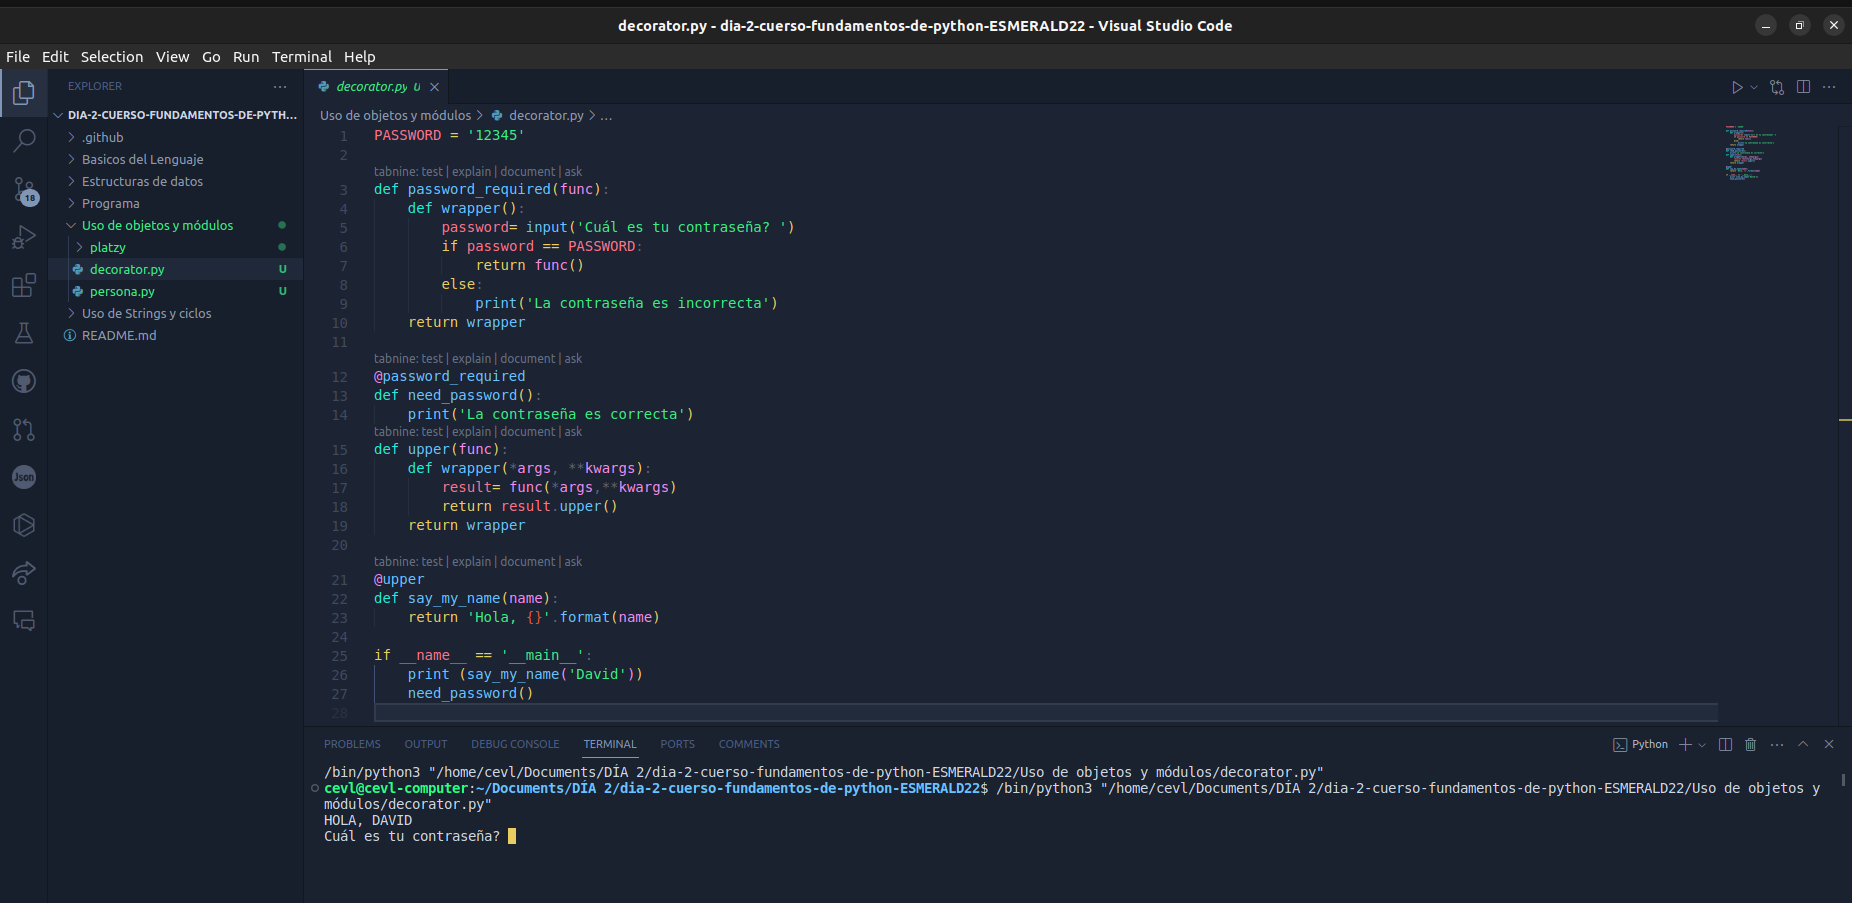 decorator.py - dia-2-cuerso-fundamentos-de-python-ESMERALD22 - Visual Studio Code
File Edit Selection View Go Run Terminal Help
EXPLORER
DIA-2-CUERSO-FUNDAMENTOS-DE-PYTH...
.github
Basicos del Lenguaje
Estructuras de datos
Programa
Uso de objetos y módulos
platzy
decorator.py U
persona.py U
Uso de Strings y ciclos
README.md
18
Json
decorator.py U
Uso de objetos y módulos > decorator.py > ...
1 PASSWORD = '12345'
2
tabnine: test | explain | document | ask
3 def password_required(func):
4     def wrapper():
5         password= input('Cuál es tu contraseña? ')
6         if password == PASSWORD:
7             return func()
8         else:
9             print('La contraseña es incorrecta')
10     return wrapper
11
tabnine: test | explain | document | ask
12 @password_required
13 def need_password():
14     print('La contraseña es correcta')
tabnine: test | explain | document | ask
15 def upper(func):
16     def wrapper(*args, **kwargs):
17         result= func(*args,**kwargs)
18         return result.upper()
19     return wrapper
20
tabnine: test | explain | document | ask
21 @upper
22 def say_my_name(name):
23     return 'Hola, {}'.format(name)
24
25 if __name__ == '__main__':
26     print (say_my_name('David'))
27     need_password()
28
PROBLEMS OUTPUT DEBUG CONSOLE TERMINAL PORTS COMMENTS
Python
/bin/python3 "/home/cevl/Documents/DÍA 2/dia-2-cuerso-fundamentos-de-python-ESMERALD22/Uso de objetos y módulos/decorator.py"
cevl@cevl-computer:~/Documents/DÍA 2/dia-2-cuerso-fundamentos-de-python-ESMERALD22$ /bin/python3 "/home/cevl/Documents/DÍA 2/dia-2-cuerso-fundamentos-de-python-ESMERALD22/Uso de objetos y
módulos/decorator.py"
HOLA, DAVID
Cuál es tu contraseña?